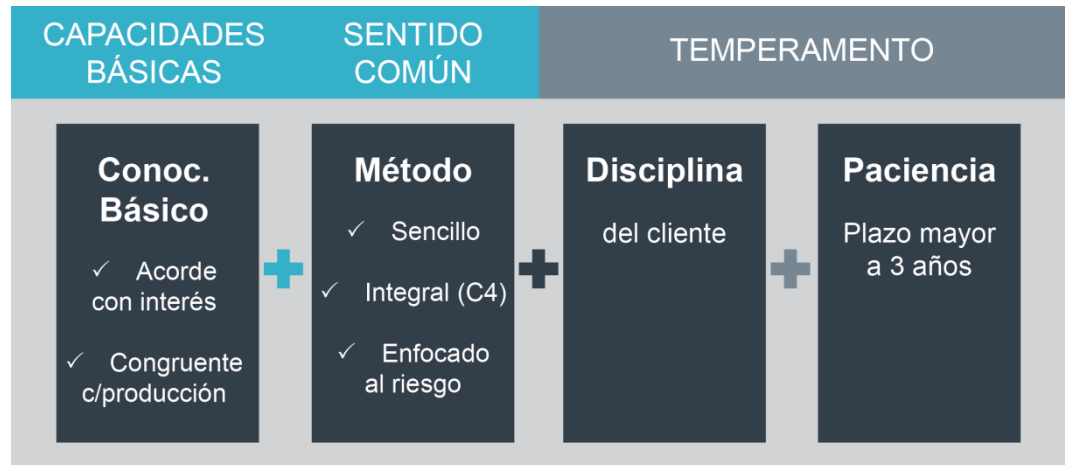 CAPACIDADES
BÁSICAS
SENTIDO
COMÚN
TEMPERAMENTO
Conoc.
Básico
✓ Acorde
con interés
✓ Congruente
c/producción
Método
✓ Sencillo
✓ Integral (C4)
✓ Enfocado
al riesgo
Disciplina
del cliente
Paciencia
Plazo mayor
a 3 años